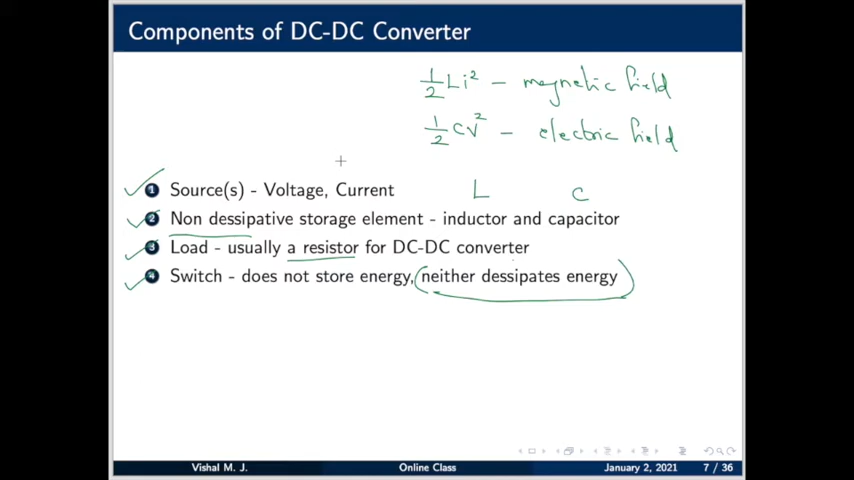 Components of DC-DC Converter
1/2 Li² - magnetic field
1/2 cv² - electric field
1 Source(s) - Voltage, Current
L C
2 Non dessipative storage element - inductor and capacitor
3 Load - usually a resistor for DC-DC converter
4 Switch - does not store energy, neither dessipates energy
Vishal M. J. Online Class January 2, 2021 7 / 36